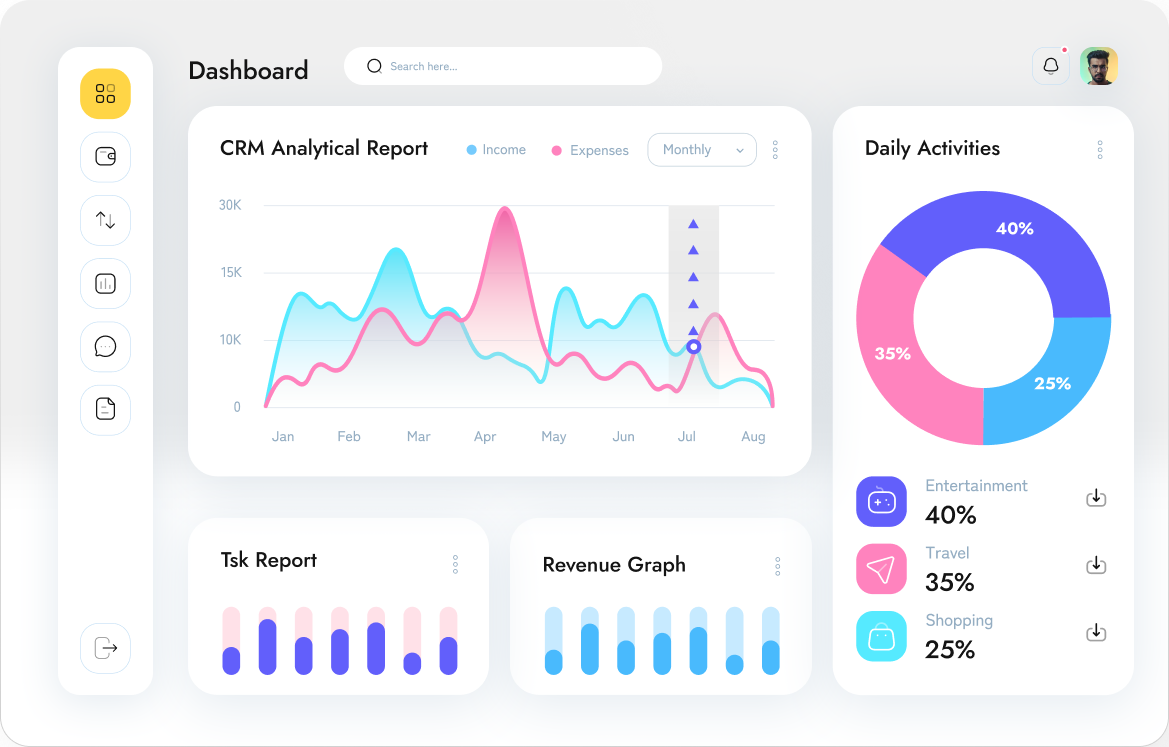 Dashboard
Search here...
CRM Analytical Report
Income
Expenses
Monthly
30K
15K
10K
0
Jan Feb Mar Apr May Jun Jul Aug
Daily Activities
40%
35%
25%
Entertainment
40%
Travel
35%
Shopping
25%
Tsk Report
Revenue Graph